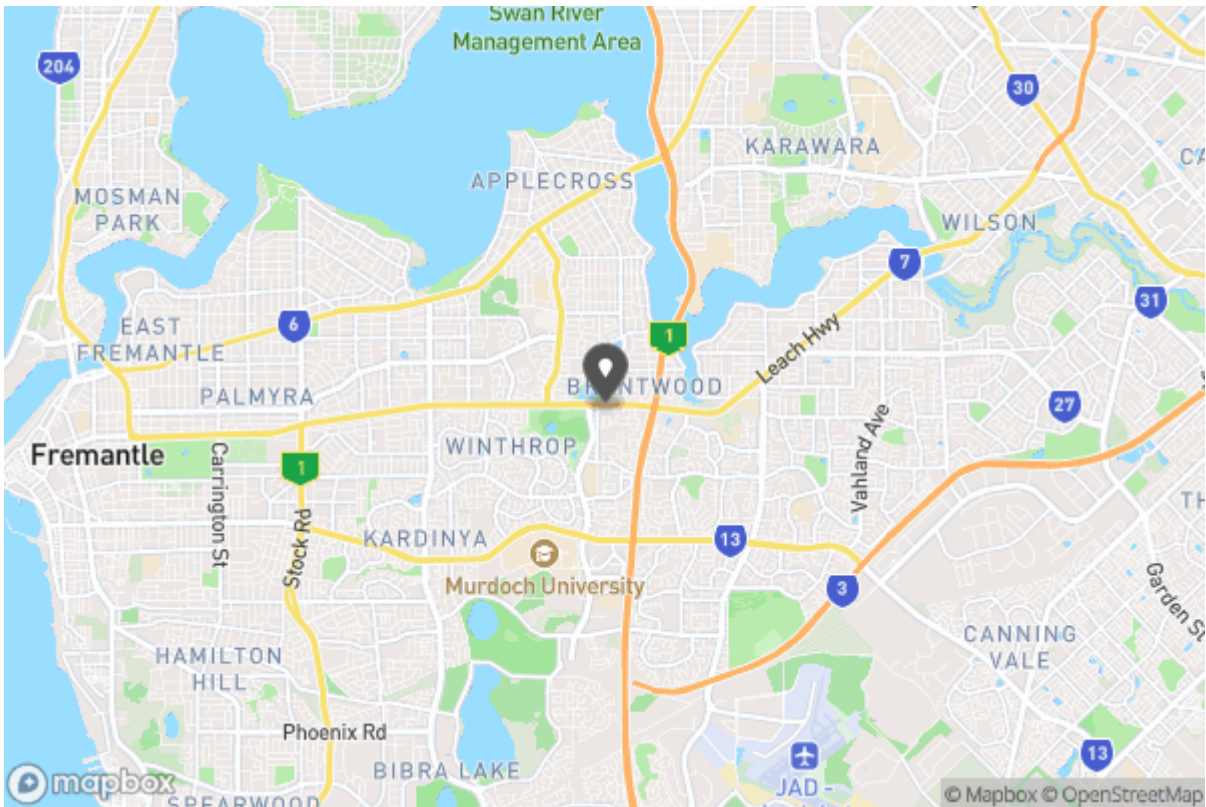 Swan River
Management Area
204
30
KARAWARA
APPLECROSS
MOSMAN
PARK
WILSON
7
31
6
1
EAST
FREMANTLE
Leach Hwy
PALMYRA
27
WINTHROP
Fremantle
1
Carrington St
Vahland Ave
Stock Rd
KARDINYA
13
Murdoch University
3
Garden St
CANNING
VALE
HAMILTON
HILL
Phoenix Rd
13
BIBRA LAKE
JAD -
mapbox
© Mapbox © OpenStreetMap